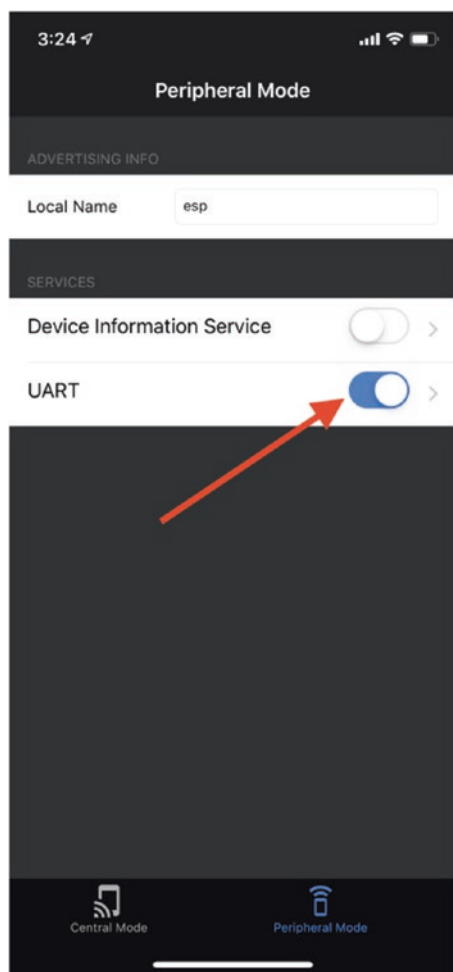 3:24
Peripheral Mode
ADVERTISING INFO
Local Name esp
SERVICES
Device Information Service
UART
Central Mode Peripheral Mode